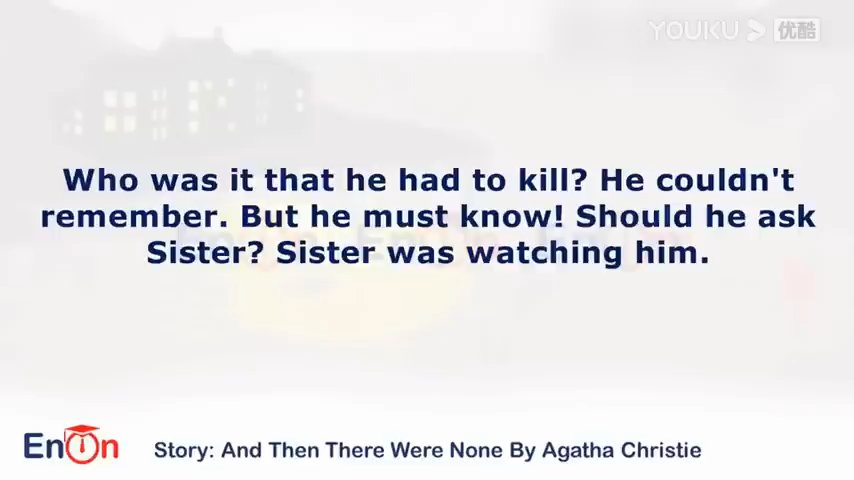 YOUKU 优酷
Who was it that he had to kill? He couldn't
remember. But he must know! Should he ask
Sister? Sister was watching him.
EnOn
Story: And Then There Were None By Agatha Christie